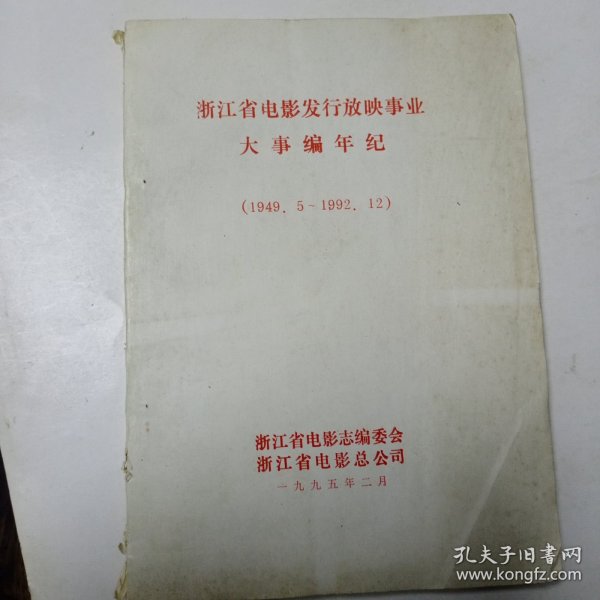 浙江省电影发行放映事业
大事编年纪
(1949.5~1992.12)
浙江省电影志编委会
浙江省电影总公司
一九九五年二月
孔夫子旧书网
www.kongfz.com